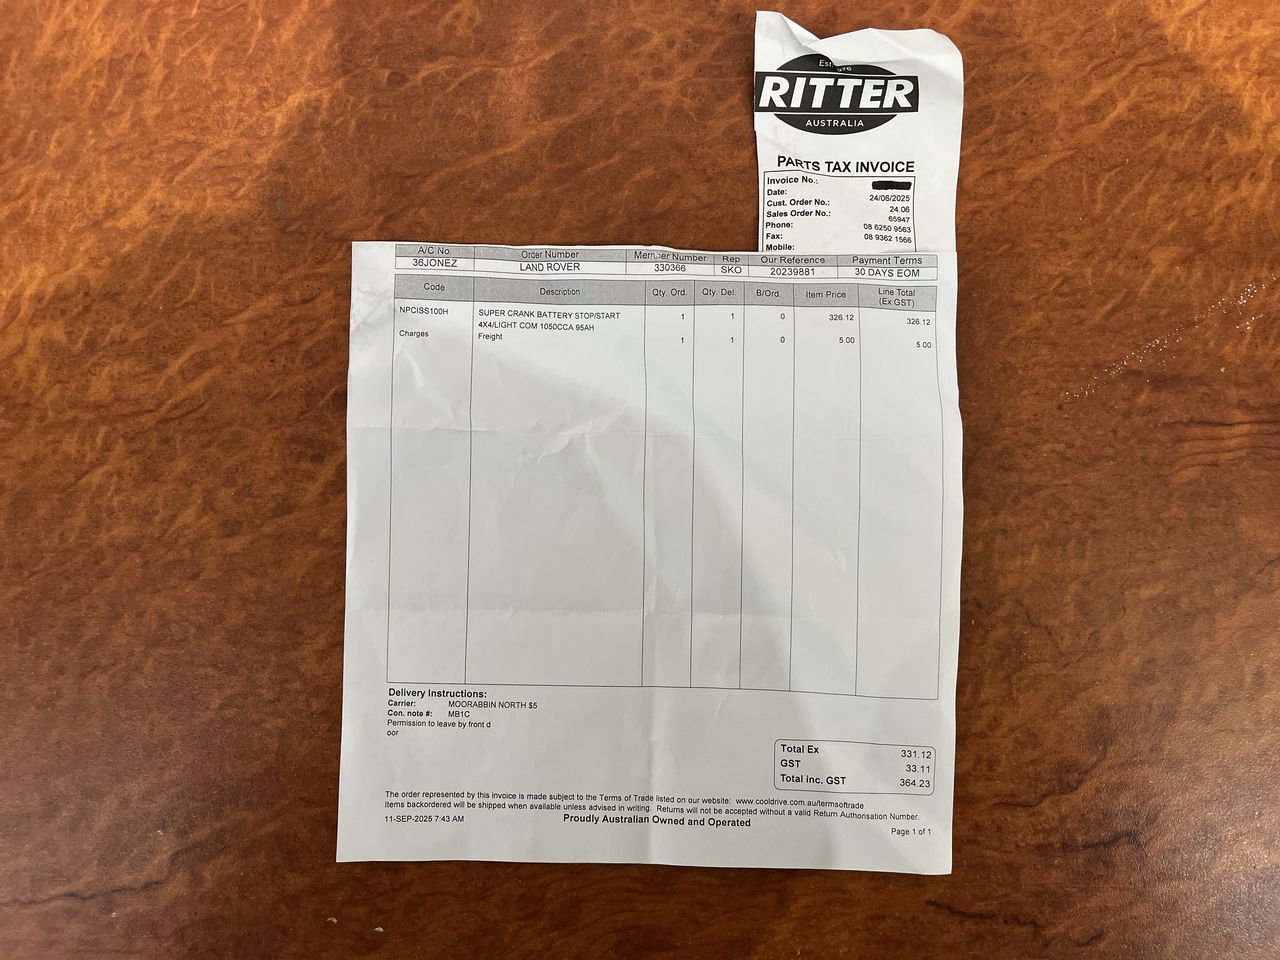 Est. 1976
RITTER
AUSTRALIA
PARTS TAX INVOICE
Invoice No.:
Date: 24/06/2025
Cust. Order No.: 24.06
Sales Order No.: 65947
Phone: 08 6250 9563
Fax: 08 9362 1566
Mobile:
A/C No. Order Number Member Number Rep Our Reference Payment Terms
36JONEZ LAND ROVER 330366 SKO 20239881 30 DAYS EOM
Code Description Qty. Ord. Qty. Del. B/Ord. Item Price Line Total
(Ex GST)
NPCISS100H SUPER CRANK BATTERY STOP/START 1 1 0 326.12 326.12
4X4/LIGHT COM 1050CCA 95AH
Charges Freight 1 1 0 5.00 5.00
Delivery Instructions:
Carrier: MOORABBIN NORTH $5
Con. note #: MB1C
Permission to leave by front d
oor
Total Ex 331.12
GST 33.11
Total inc. GST 364.23
The order represented by this invoice is made subject to the Terms of Trade listed on our website: www.cooldrive.com.au/termsoftrade
Items backordered will be shipped when available unless advised in writing. Returns will not be accepted without a valid Return Authorisation Number.
11-SEP-2025 7:43 AM Proudly Australian Owned and Operated Page 1 of 1